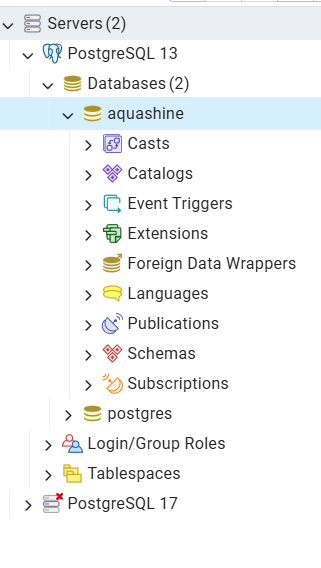 Servers (2)
PostgreSQL 13
Databases (2)
aquashine
Casts
Catalogs
Event Triggers
Extensions
Foreign Data Wrappers
Languages
Publications
Schemas
Subscriptions
postgres
Login/Group Roles
Tablespaces
PostgreSQL 17